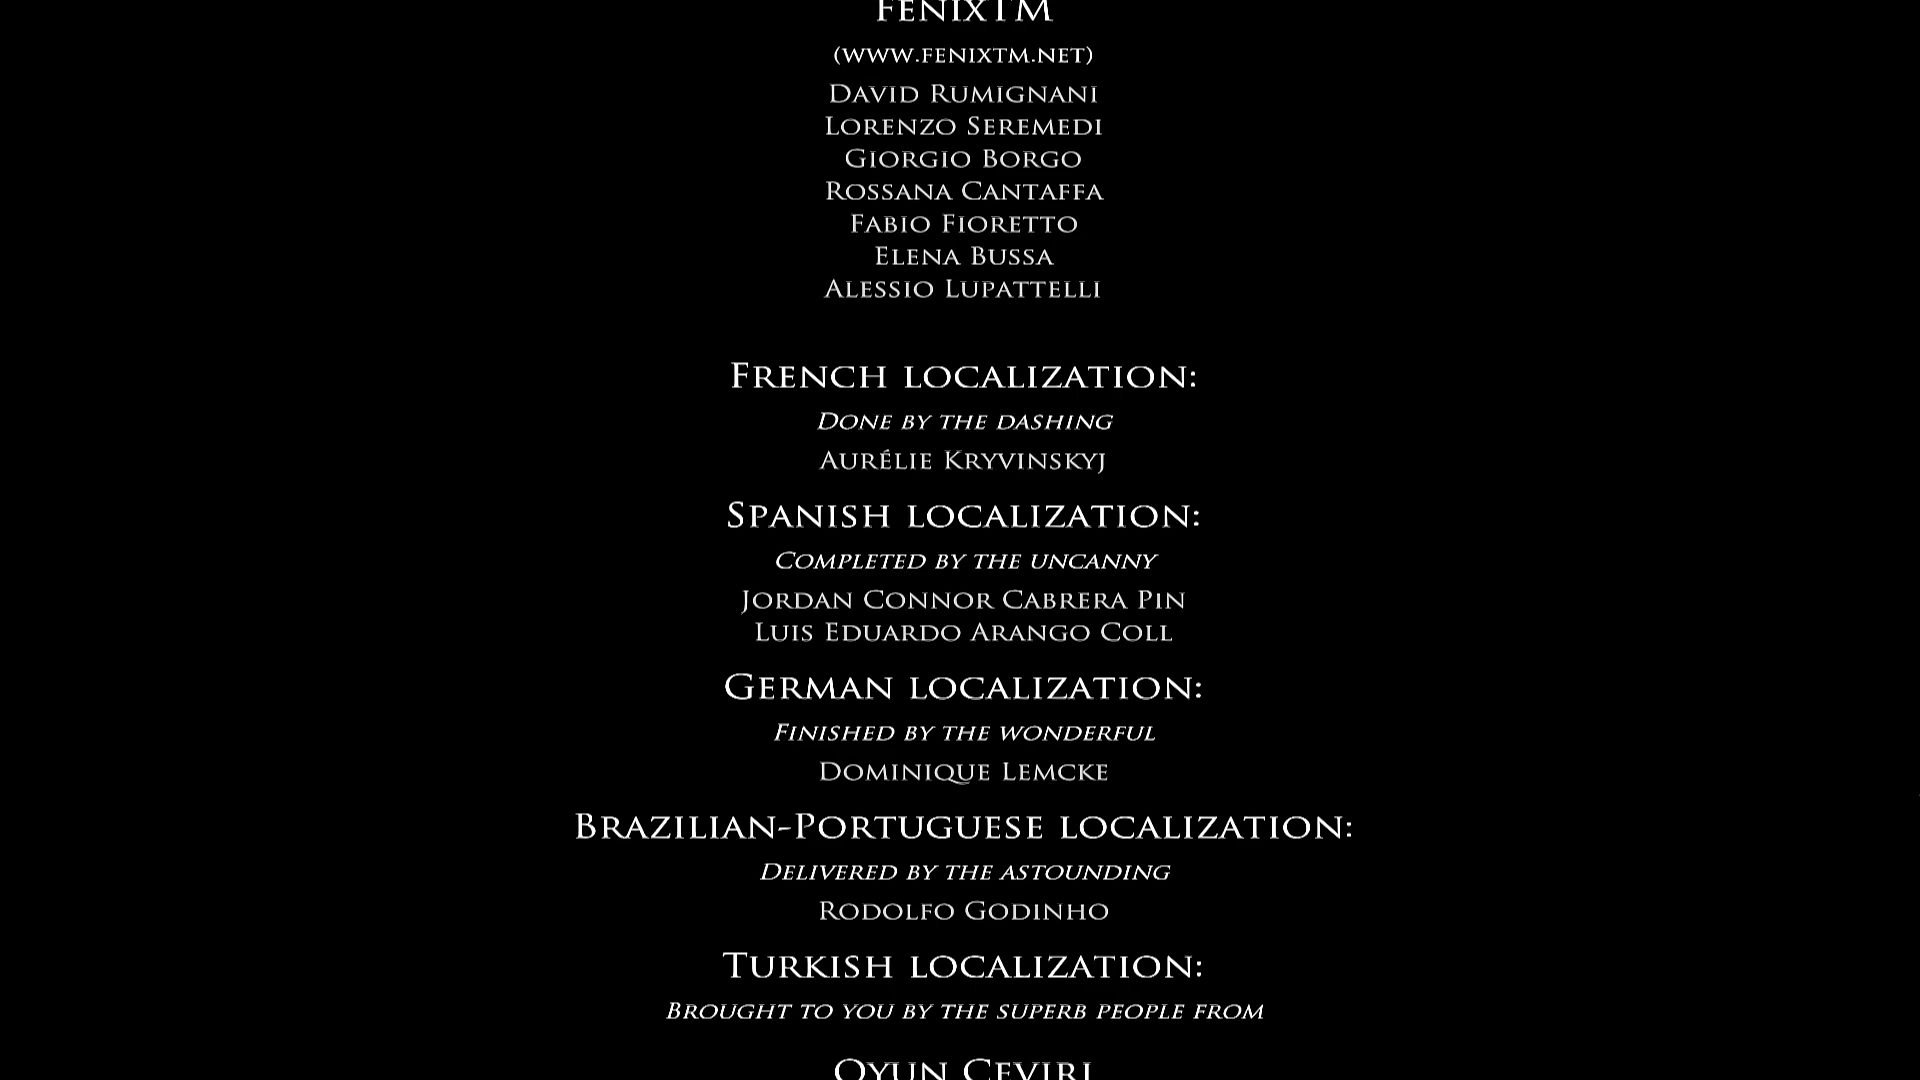 FenixTM
(www.fenixtm.net)
David Rumignani
Lorenzo Seremedi
Giorgio Borgo
Rossana Cantaffa
Fabio Fioretto
Elena Bussa
Alessio Lupattelli
French localization:
Done by the dashing
Aurélie Kryvinskyj
Spanish localization:
Completed by the uncanny
Jordan Connor Cabrera Pin
Luis Eduardo Arango Coll
German localization:
Finished by the wonderful
Dominique Lemcke
Brazilian-Portuguese localization:
Delivered by the astounding
Rodolfo Godinho
Turkish localization:
Brought to you by the superb people from
Oyun Ceviri